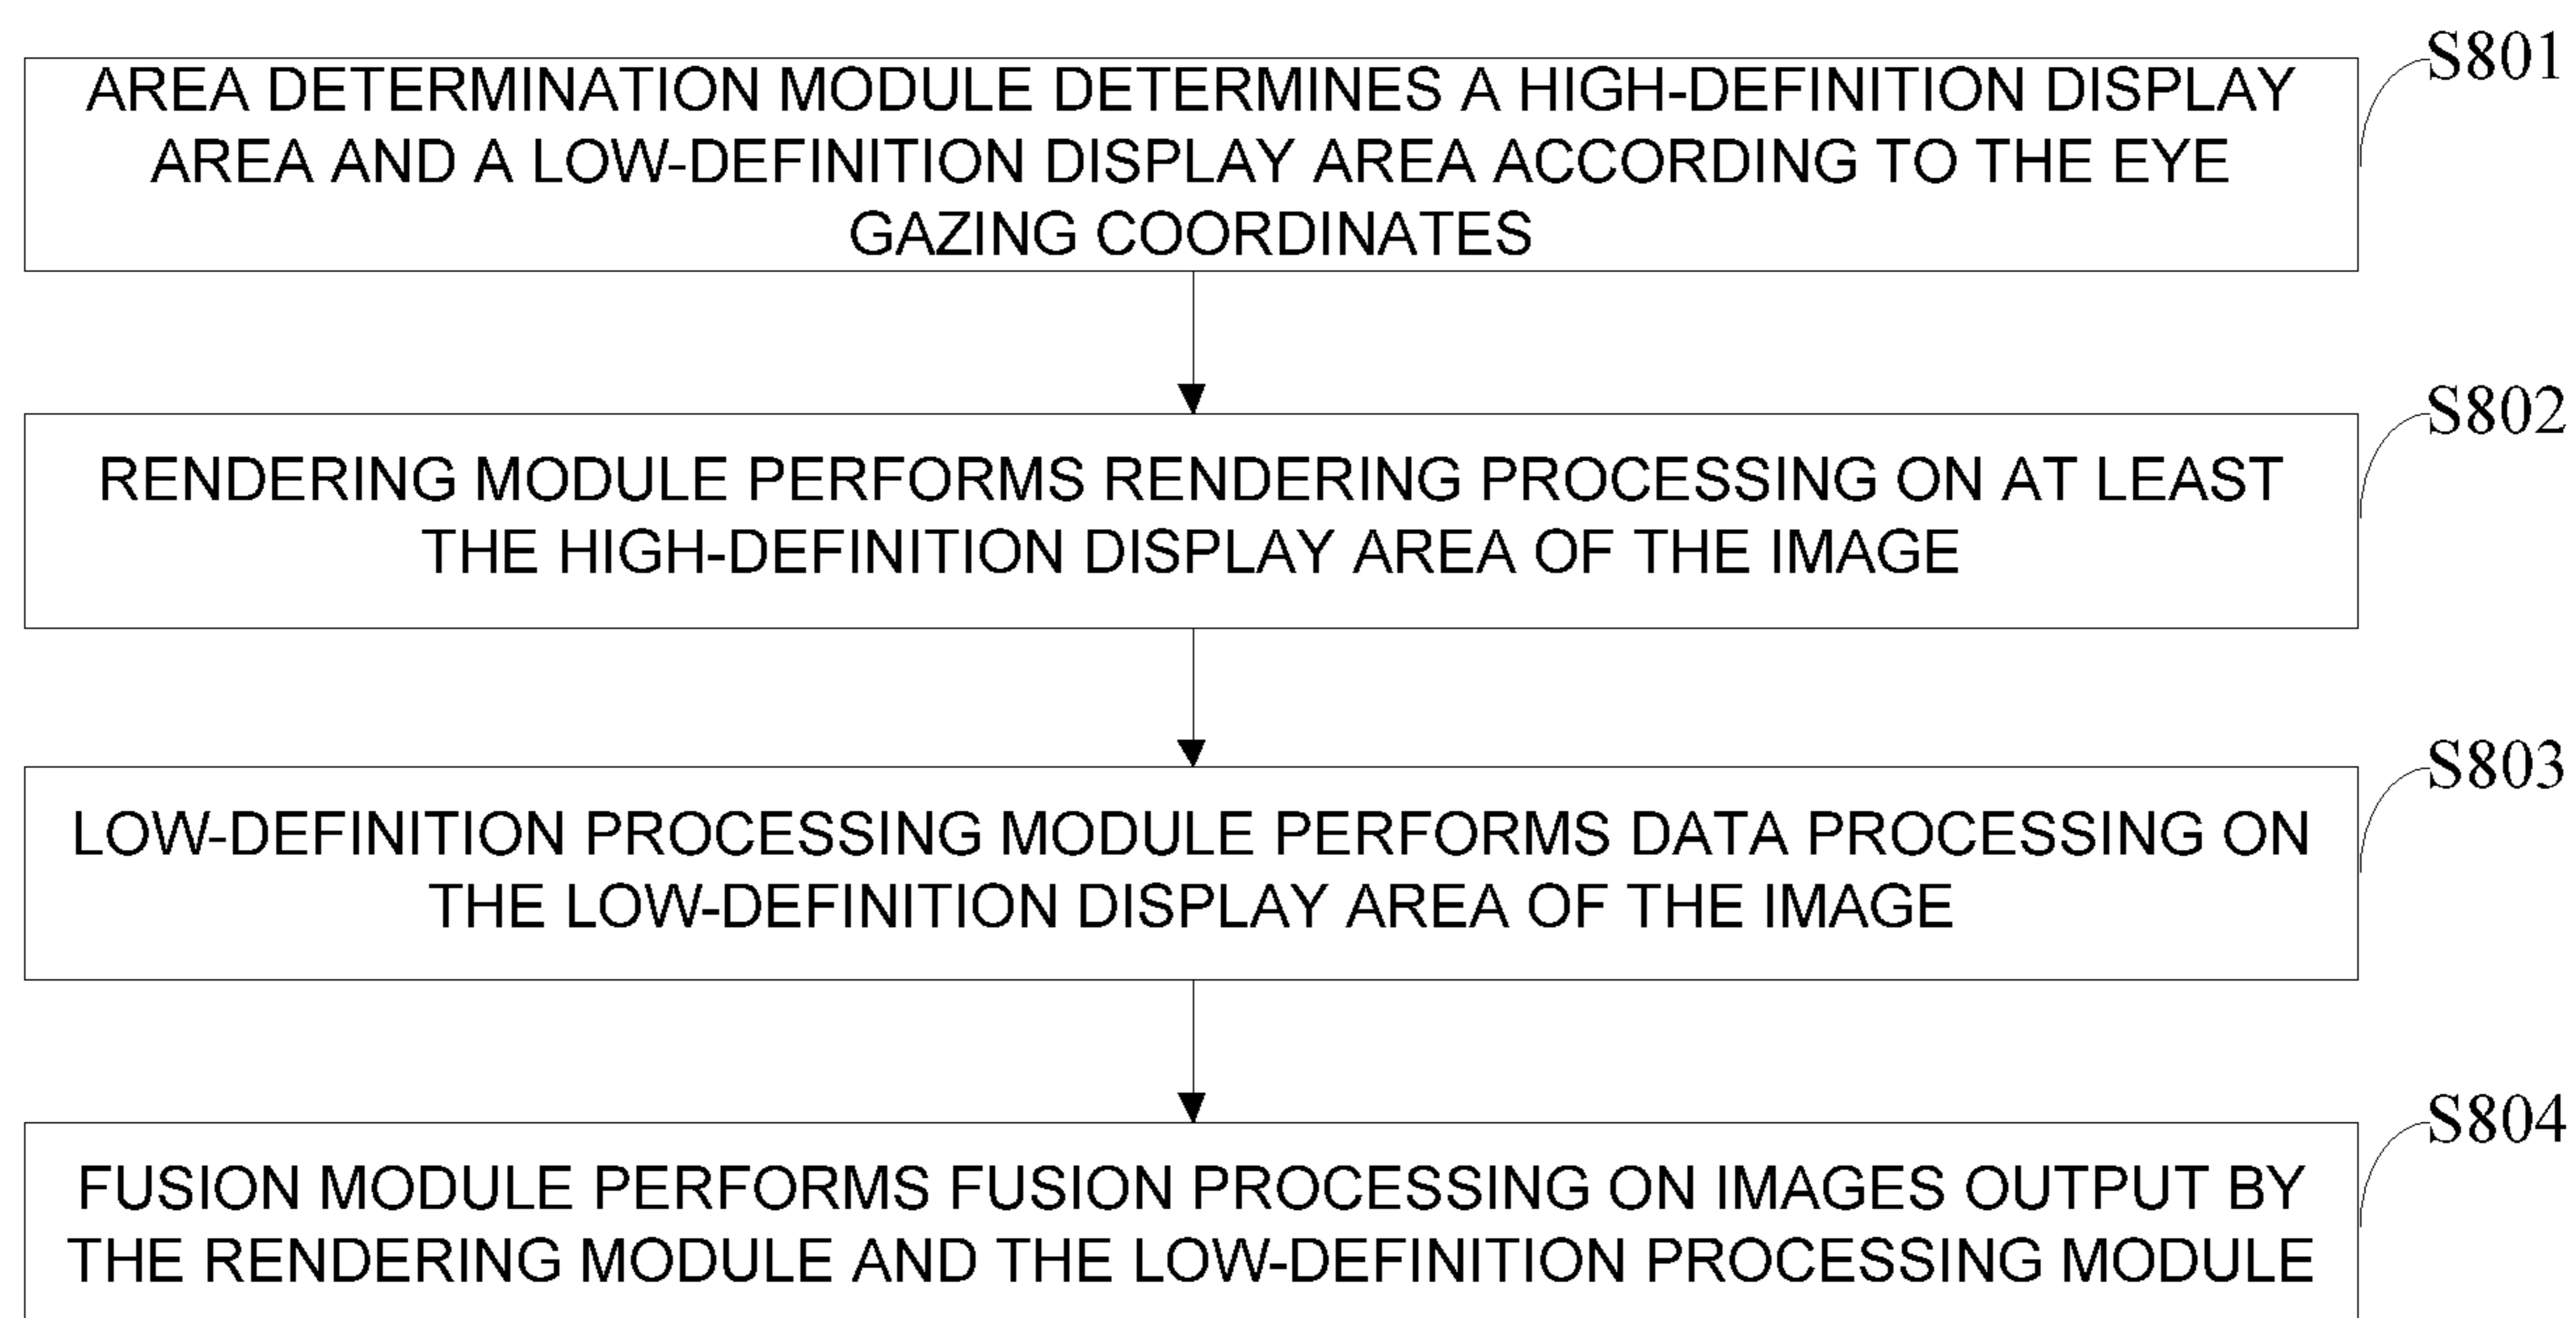 S801
AREA DETERMINATION MODULE DETERMINES A HIGH-DEFINITION DISPLAY
AREA AND A LOW-DEFINITION DISPLAY AREA ACCORDING TO THE EYE
GAZING COORDINATES
S802
RENDERING MODULE PERFORMS RENDERING PROCESSING ON AT LEAST
THE HIGH-DEFINITION DISPLAY AREA OF THE IMAGE
S803
LOW-DEFINITION PROCESSING MODULE PERFORMS DATA PROCESSING ON
THE LOW-DEFINITION DISPLAY AREA OF THE IMAGE
S804
FUSION MODULE PERFORMS FUSION PROCESSING ON IMAGES OUTPUT BY
THE RENDERING MODULE AND THE LOW-DEFINITION PROCESSING MODULE